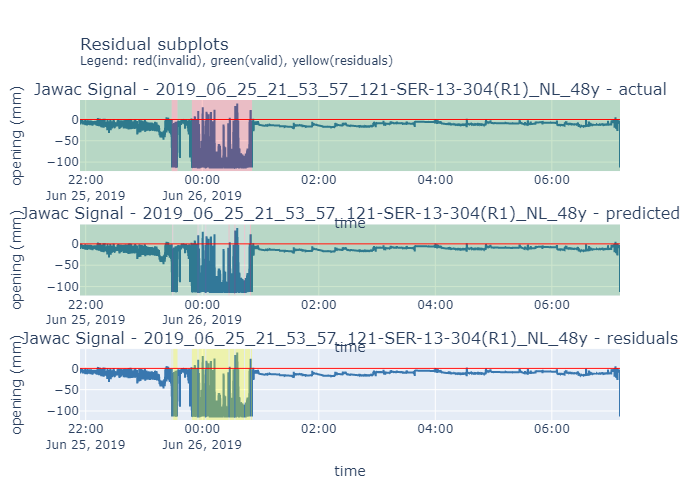 Residual subplots
Legend: red(invalid), green(valid), yellow(residuals)
Jawac Signal - 2019_06_25_21_53_57_121-SER-13-304(R1)_NL_48y - actual
opening (mm)
0
−50
−100
22:00 00:00 02:00 04:00 06:00
Jun 25, 2019 Jun 26, 2019
time
Jawac Signal - 2019_06_25_21_53_57_121-SER-13-304(R1)_NL_48y - predicted
opening (mm)
0
−50
−100
22:00 00:00 02:00 04:00 06:00
Jun 25, 2019 Jun 26, 2019
time
Jawac Signal - 2019_06_25_21_53_57_121-SER-13-304(R1)_NL_48y - residuals
opening (mm)
0
−50
−100
22:00 00:00 02:00 04:00 06:00
Jun 25, 2019 Jun 26, 2019
time